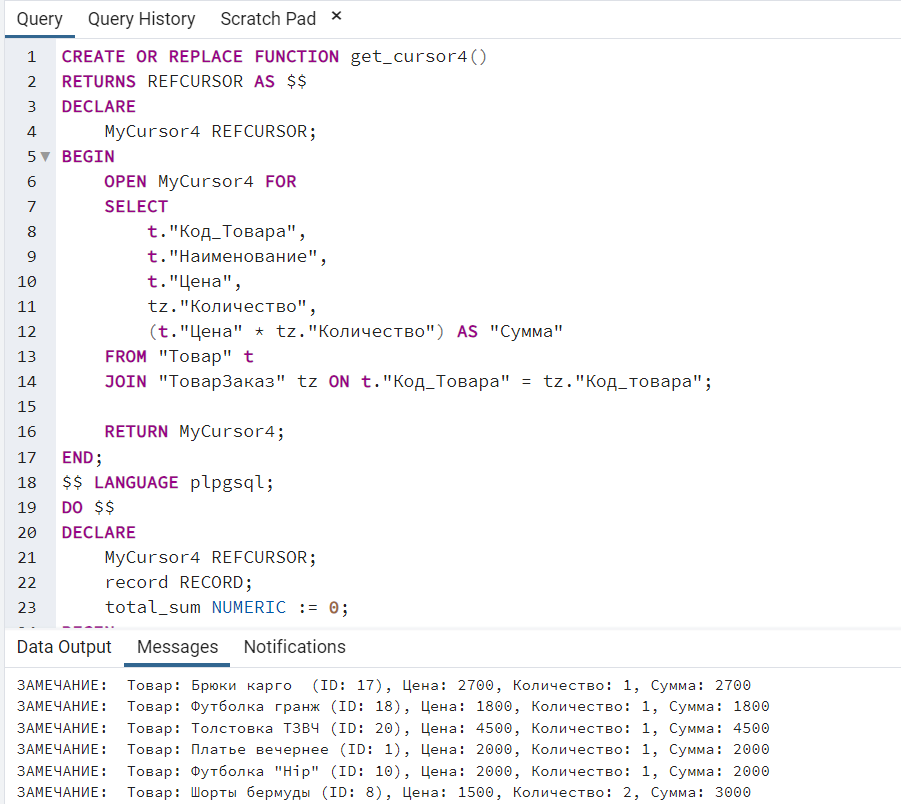 Query Query History Scratch Pad ✕
1 CREATE OR REPLACE FUNCTION get_cursor4()
2 RETURNS REFCURSOR AS $$
3 DECLARE
4 MyCursor4 REFCURSOR;
5 BEGIN
6 OPEN MyCursor4 FOR
7 SELECT
8 t."Код_Товара",
9 t."Наименование",
10 t."Цена",
11 tz."Количество",
12 (t."Цена" * tz."Количество") AS "Сумма"
13 FROM "Товар" t
14 JOIN "ТоварЗаказ" tz ON t."Код_Товара" = tz."Код_товара";
15
16 RETURN MyCursor4;
17 END;
18 $$ LANGUAGE plpgsql;
19 DO $$
20 DECLARE
21 MyCursor4 REFCURSOR;
22 record RECORD;
23 total_sum NUMERIC := 0;
Data Output Messages Notifications
ЗАМЕЧАНИЕ: Товар: Брюки карго (ID: 17), Цена: 2700, Количество: 1, Сумма: 2700
ЗАМЕЧАНИЕ: Товар: Футболка гранж (ID: 18), Цена: 1800, Количество: 1, Сумма: 1800
ЗАМЕЧАНИЕ: Товар: Толстовка ТЗВЧ (ID: 20), Цена: 4500, Количество: 1, Сумма: 4500
ЗАМЕЧАНИЕ: Товар: Платье вечернее (ID: 1), Цена: 2000, Количество: 1, Сумма: 2000
ЗАМЕЧАНИЕ: Товар: Футболка "Hip" (ID: 10), Цена: 2000, Количество: 1, Сумма: 2000
ЗАМЕЧАНИЕ: Товар: Шорты бермуды (ID: 8), Цена: 1500, Количество: 2, Сумма: 3000